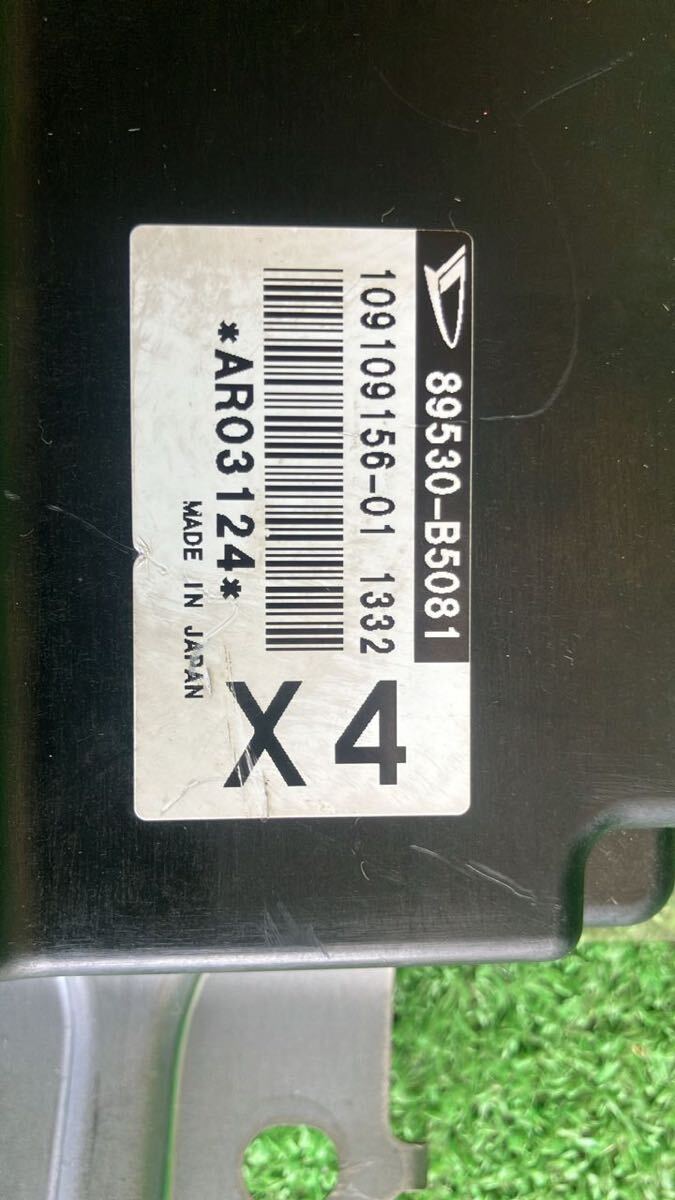 89530-B5081
109109156-01 1332
*AR03124*
MADE IN JAPAN
X4